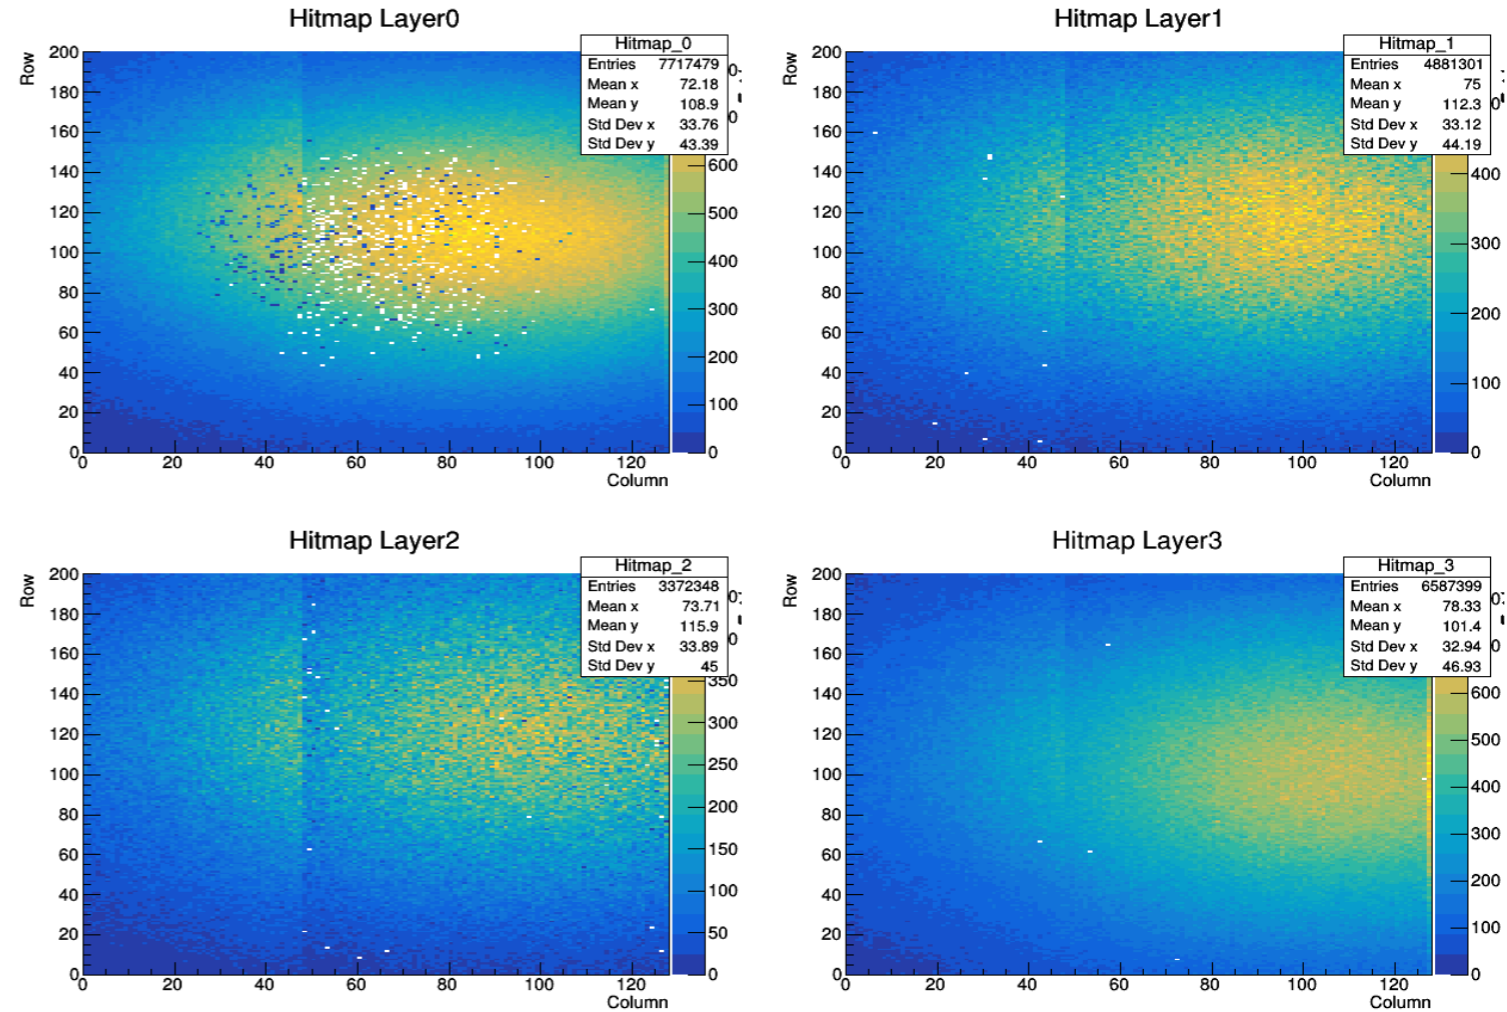 Hitmap Layer0
Row
Hitmap_0
Entries 7717479
Mean x 72.18
Mean y 108.9
Std Dev x 33.76
Std Dev y 43.39
200
180
160
140
120
100
80
60
40
20
0
0 20 40 60 80 100 120
Column
600
500
400
300
200
100
0
Hitmap Layer1
Row
Hitmap_1
Entries 4881301
Mean x 75
Mean y 112.3
Std Dev x 33.12
Std Dev y 44.19
200
180
160
140
120
100
80
60
40
20
0
0 20 40 60 80 100 120
Column
400
300
200
100
0
Hitmap Layer2
Row
Hitmap_2
Entries 3372348
Mean x 73.71
Mean y 115.9
Std Dev x 33.89
Std Dev y 45
200
180
160
140
120
100
80
60
40
20
0
0 20 40 60 80 100 120
Column
350
300
250
200
150
100
50
0
Hitmap Layer3
Row
Hitmap_3
Entries 6587399
Mean x 78.33
Mean y 101.4
Std Dev x 32.94
Std Dev y 46.93
200
180
160
140
120
100
80
60
40
20
0
0 20 40 60 80 100 120
Column
600
500
400
300
200
100
0